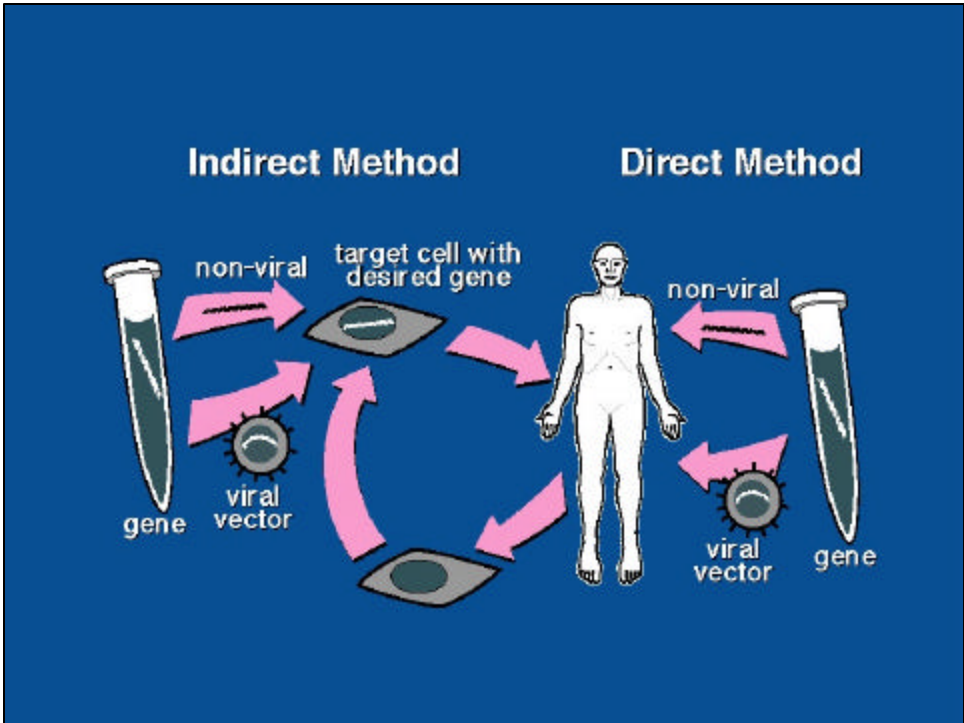 Indirect Method
Direct Method
non-viral
target cell with
desired gene
non-viral
viral
vector
gene
viral
vector
gene